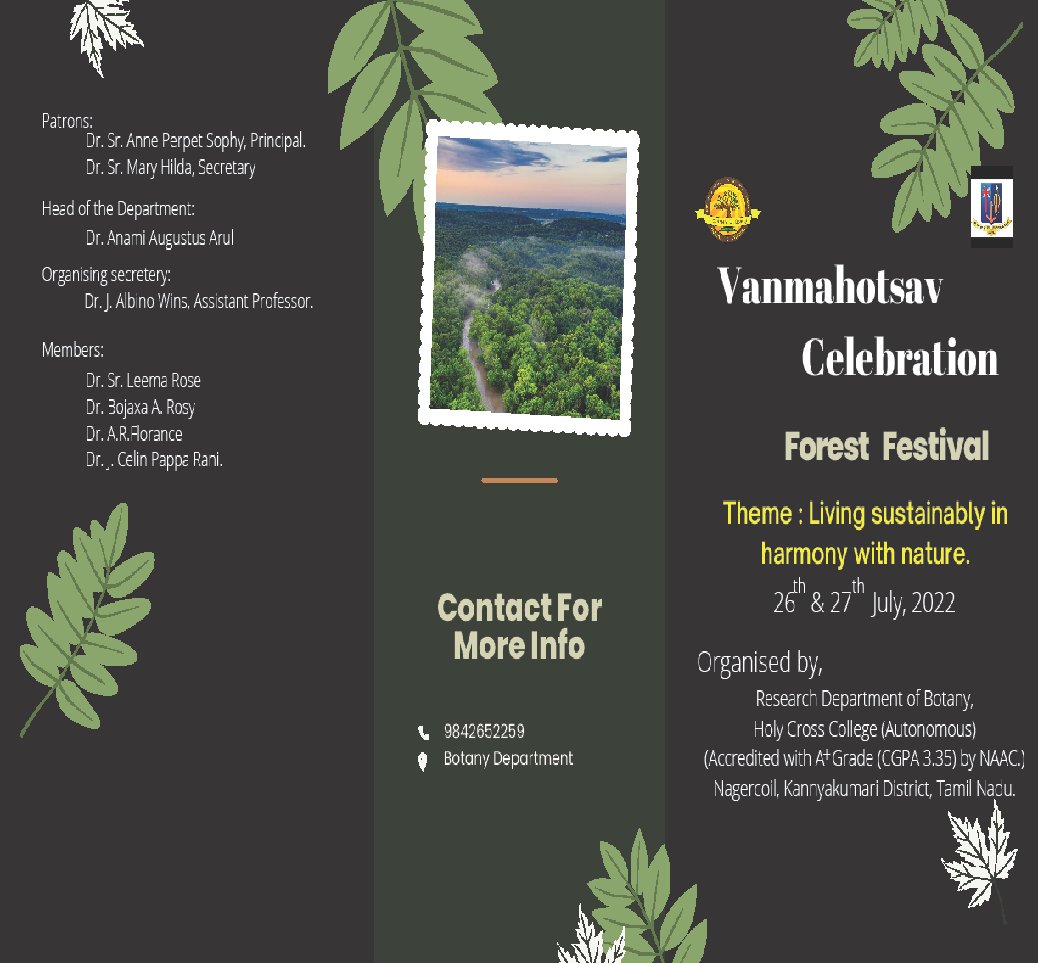 Patrons:
Dr. Sr. Anne Perpet Sophy, Principal.
Dr. Sr. Mary Hilda, Secretary
Head of the Department:
Dr. Anami Augustus Arul
Organising secretery:
Dr. J. Albino Wins, Assistant Professor.
Members:
Dr. Sr. Leema Rose
Dr. Bojaxa A. Rosy
Dr. A.R.Florance
Dr. J. Celin Pappa Rani.
Contact For
More Info
9842652259
Botany Department
Vanmahotsav
Celebration
Forest Festival
Theme : Living sustainably in
harmony with nature.
26th & 27th July, 2022
Organised by,
Research Department of Botany,
Holy Cross College (Autonomous)
(Accredited with A+ Grade (CGPA 3.35) by NAAC.)
Nagercoil, Kannyakumari District, Tamil Nadu.